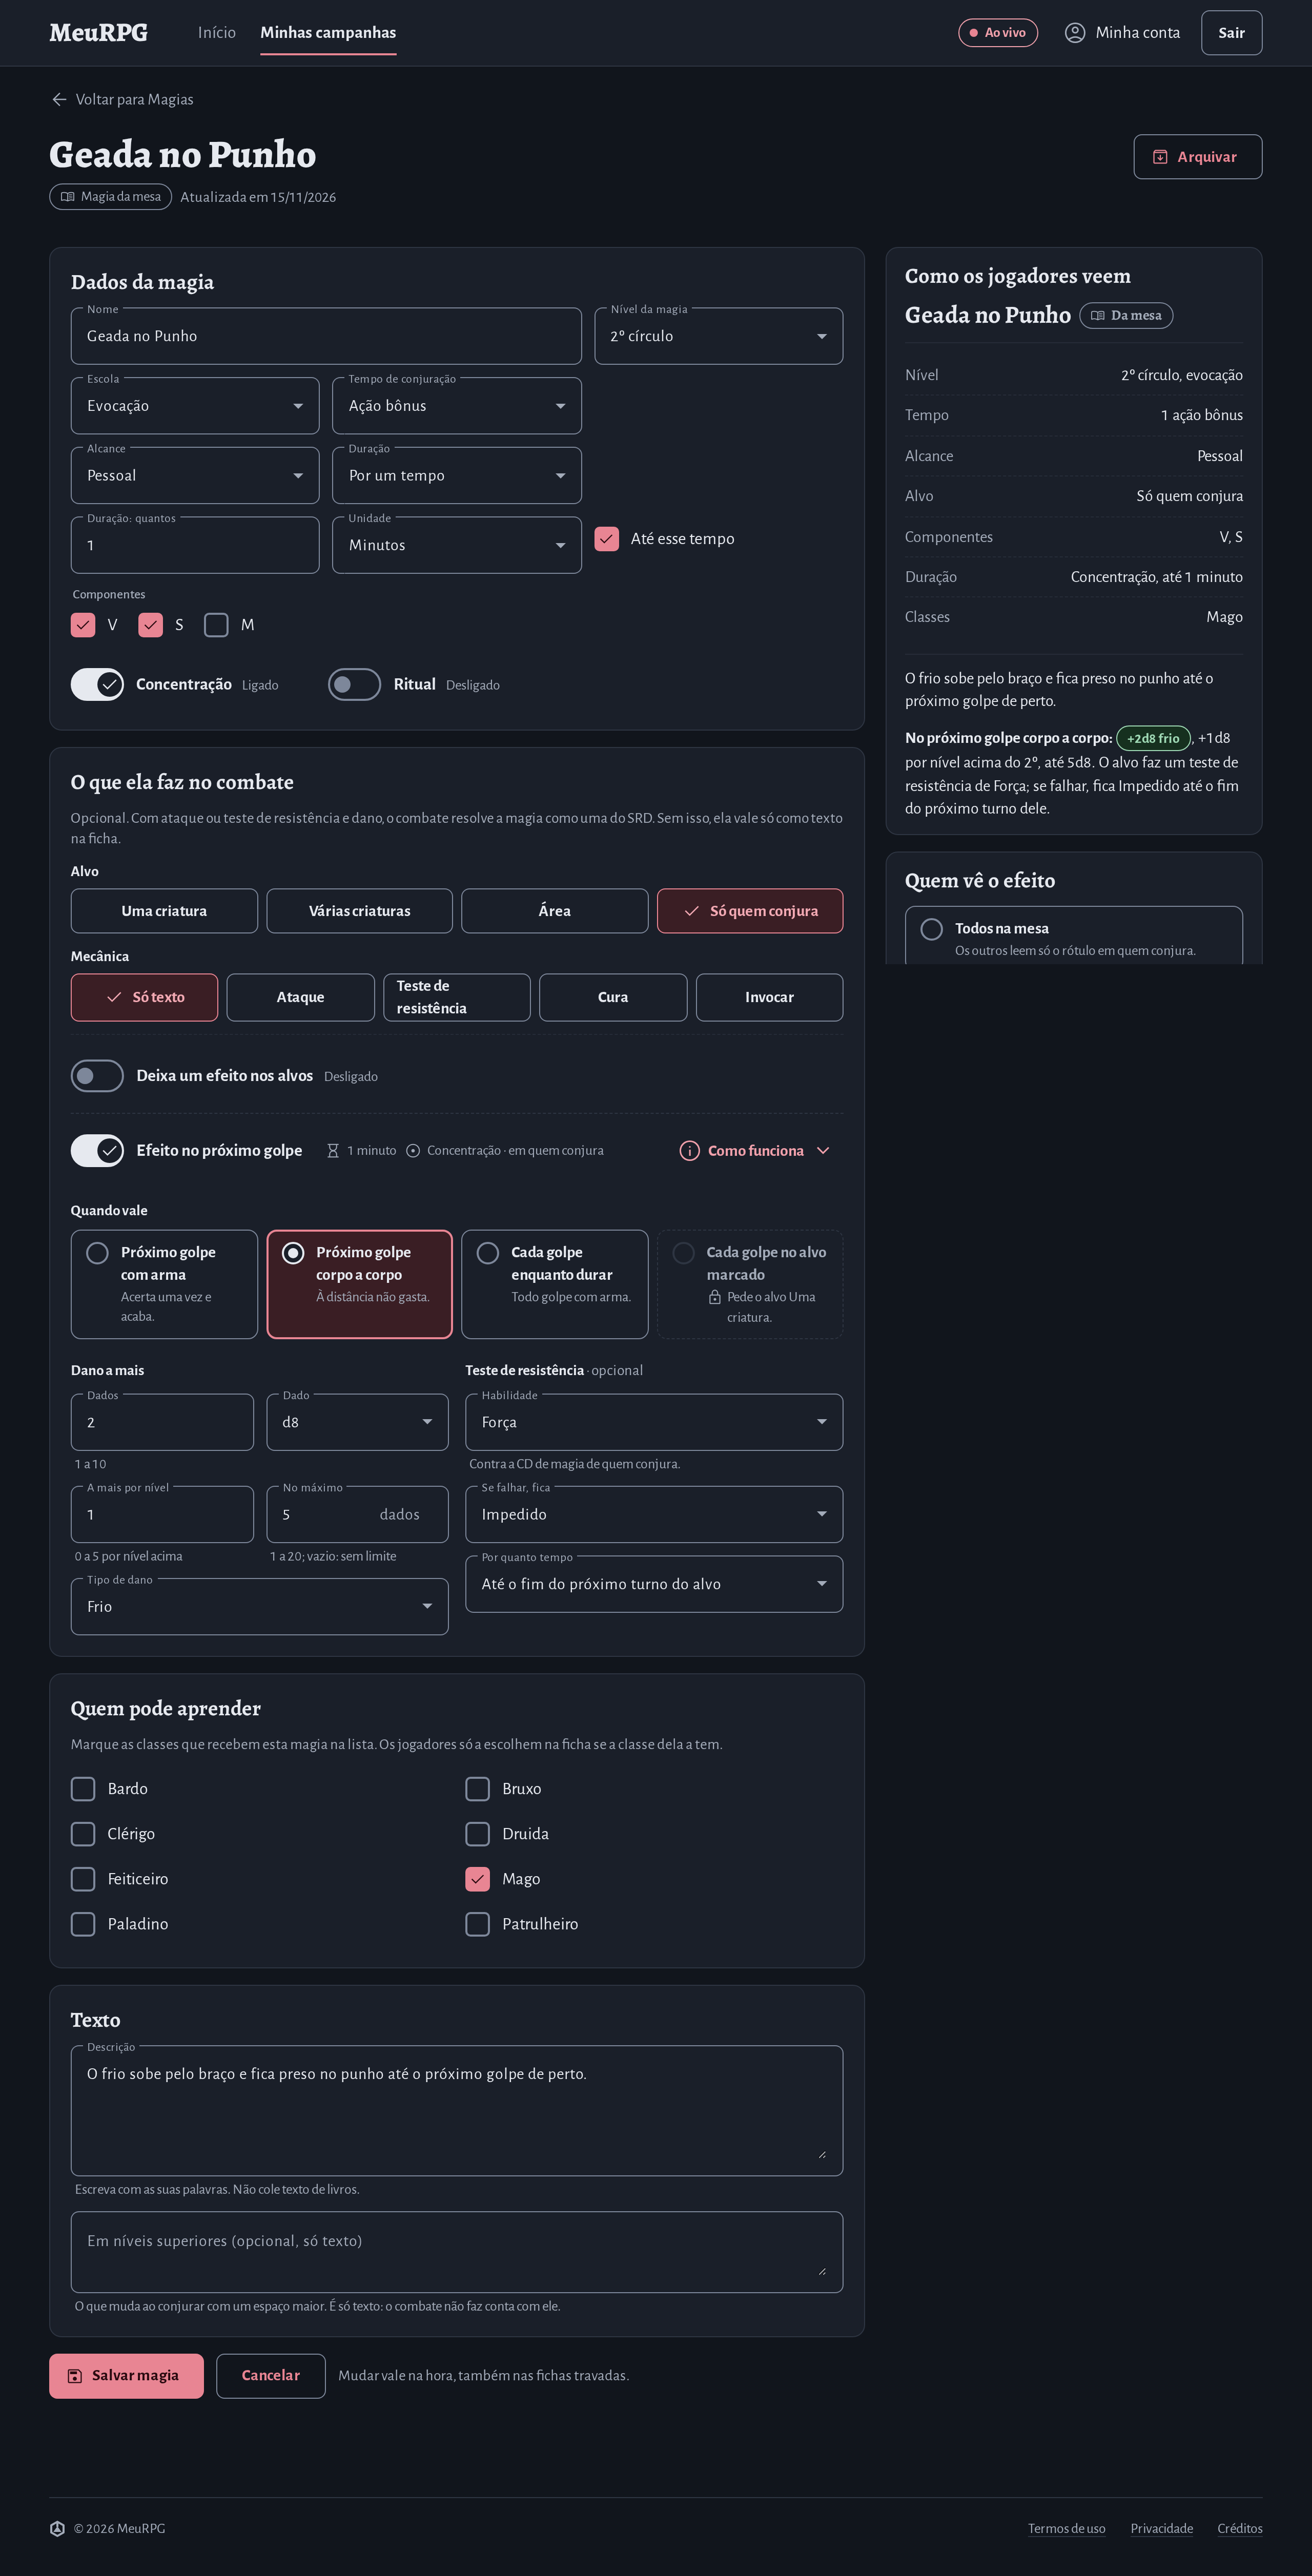 MeuRPG
Início
Minhas campanhas
Ao vivo
Minha conta
Sair
Voltar para Magias
Geada no Punho
Arquivar
Magia da mesa
Atualizada em 15/11/2026
Dados da magia
Nome
Geada no Punho
Nível da magia
2º círculo
Escola
Evocação
Tempo de conjuração
Ação bônus
Alcance
Pessoal
Duração
Por um tempo
Duração: quantos
1
Unidade
Minutos
Até esse tempo
Componentes
V
S
M
Concentração Ligado
Ritual Desligado
O que ela faz no combate
Opcional. Com ataque ou teste de resistência e dano, o combate resolve a magia como uma do SRD. Sem isso, ela vale só como texto
na ficha.
Alvo
Uma criatura
Várias criaturas
Área
Só quem conjura
Mecânica
Só texto
Ataque
Teste de
resistência
Cura
Invocar
Deixa um efeito nos alvos Desligado
Efeito no próximo golpe
1 minuto
Concentração · em quem conjura
Como funciona
Quando vale
Próximo golpe
com arma
Acerta uma vez e
acaba.
Próximo golpe
corpo a corpo
À distância não gasta.
Cada golpe
enquanto durar
Todo golpe com arma.
Cada golpe no alvo
marcado
Pede o alvo Uma
criatura.
Dano a mais
Dados
2
1 a 10
Dado
d8
A mais por nível
1
0 a 5 por nível acima
No máximo
5 dados
1 a 20; vazio: sem limite
Tipo de dano
Frio
Teste de resistência · opcional
Habilidade
Força
Contra a CD de magia de quem conjura.
Se falhar, fica
Impedido
Por quanto tempo
Até o fim do próximo turno do alvo
Quem pode aprender
Marque as classes que recebem esta magia na lista. Os jogadores só a escolhem na ficha se a classe dela a tem.
Bardo
Bruxo
Clérigo
Druida
Feiticeiro
Mago
Paladino
Patrulheiro
Texto
Descrição
O frio sobe pelo braço e fica preso no punho até o próximo golpe de perto.
Escreva com as suas palavras. Não cole texto de livros.
Em níveis superiores (opcional, só texto)
O que muda ao conjurar com um espaço maior. É só texto: o combate não faz conta com ele.
Salvar magia
Cancelar
Mudar vale na hora, também nas fichas travadas.
Como os jogadores veem
Geada no Punho
Da mesa
Nível 2º círculo, evocação
Tempo 1 ação bônus
Alcance Pessoal
Alvo Só quem conjura
Componentes V, S
Duração Concentração, até 1 minuto
Classes Mago
O frio sobe pelo braço e fica preso no punho até o
próximo golpe de perto.
No próximo golpe corpo a corpo: +2d8 frio, +1d8
por nível acima do 2º, até 5d8. O alvo faz um teste de
resistência de Força; se falhar, fica Impedido até o fim
do próximo turno dele.
Quem vê o efeito
Todos na mesa
Os outros leem só o rótulo em quem conjura.
© 2026 MeuRPG
Termos de uso
Privacidade
Créditos